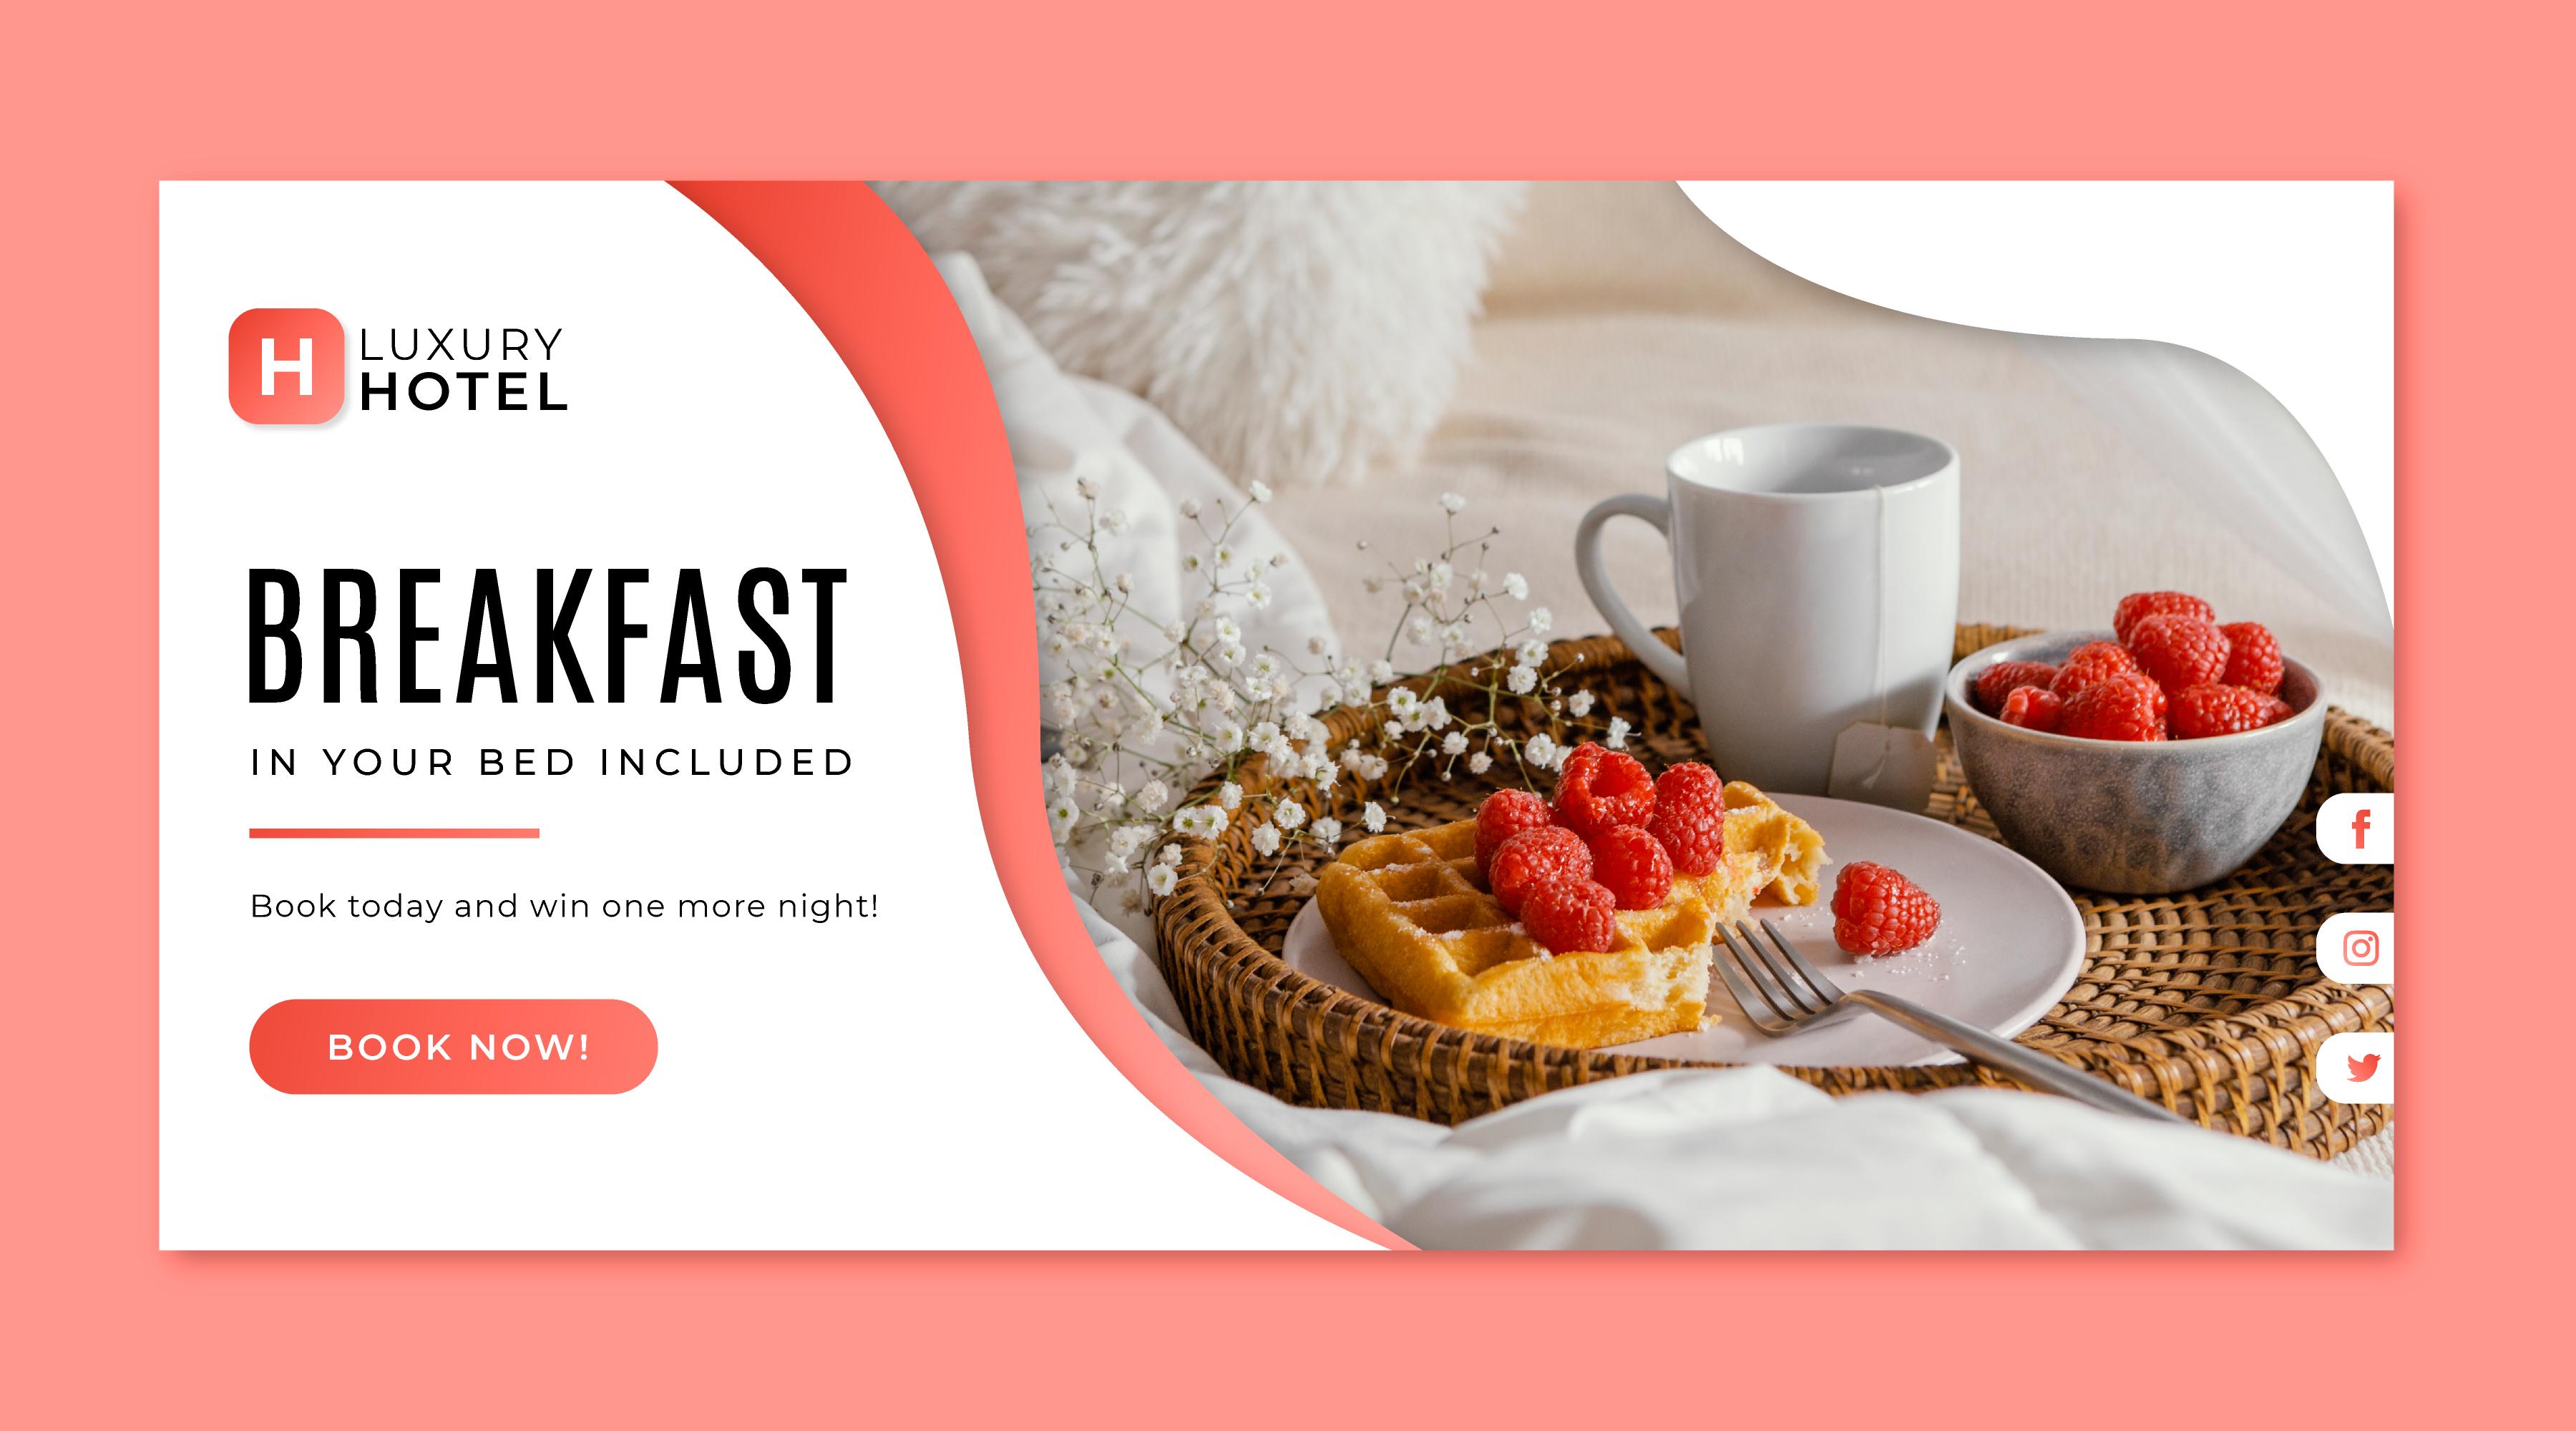 H
LUXURY
HOTEL
BREAKFAST
IN YOUR BED INCLUDED
Book today and win one more night!
BOOK NOW!